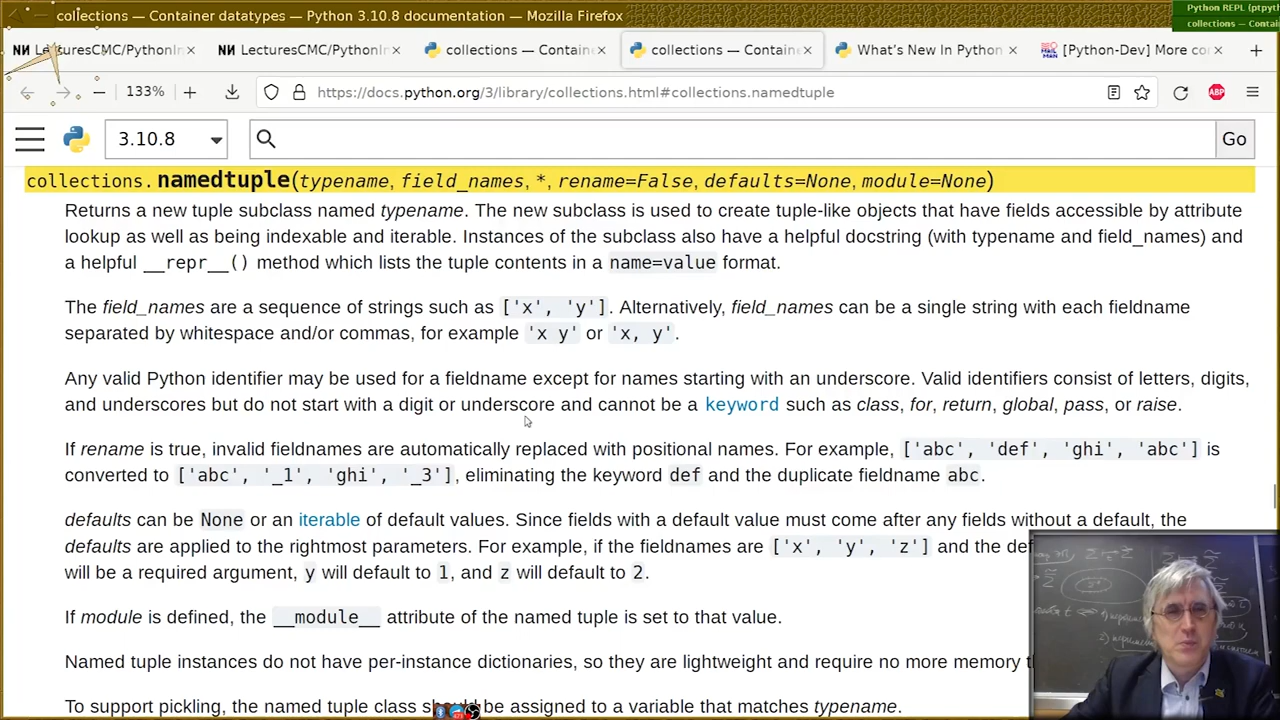 collections — Container datatypes — Python 3.10.8 documentation — Mozilla Firefox
Python REPL (ptpyth
collections — Contain
LecturesCMC/PythonIn
LecturesCMC/PythonIn
collections — Containe
collections — Containe
What's New In Python
[Python-Dev] More co
133%
https://docs.python.org/3/library/collections.html#collections.namedtuple
ABP
3.10.8
Go
collections.namedtuple(typename, field_names, *, rename=False, defaults=None, module=None)
Returns a new tuple subclass named typename. The new subclass is used to create tuple-like objects that have fields accessible by attribute
lookup as well as being indexable and iterable. Instances of the subclass also have a helpful docstring (with typename and field_names) and
a helpful __repr__() method which lists the tuple contents in a name=value format.
The field_names are a sequence of strings such as ['x', 'y']. Alternatively, field_names can be a single string with each fieldname
separated by whitespace and/or commas, for example 'x y' or 'x, y'.
Any valid Python identifier may be used for a fieldname except for names starting with an underscore. Valid identifiers consist of letters, digits,
and underscores but do not start with a digit or underscore and cannot be a keyword such as class, for, return, global, pass, or raise.
If rename is true, invalid fieldnames are automatically replaced with positional names. For example, ['abc', 'def', 'ghi', 'abc'] is
converted to ['abc', '_1', 'ghi', '_3'], eliminating the keyword def and the duplicate fieldname abc.
defaults can be None or an iterable of default values. Since fields with a default value must come after any fields without a default, the
defaults are applied to the rightmost parameters. For example, if the fieldnames are ['x', 'y', 'z'] and the def
will be a required argument, y will default to 1, and z will default to 2.
If module is defined, the __module__ attribute of the named tuple is set to that value.
Named tuple instances do not have per-instance dictionaries, so they are lightweight and require no more memory th
To support pickling, the named tuple class should be assigned to a variable that matches typename.